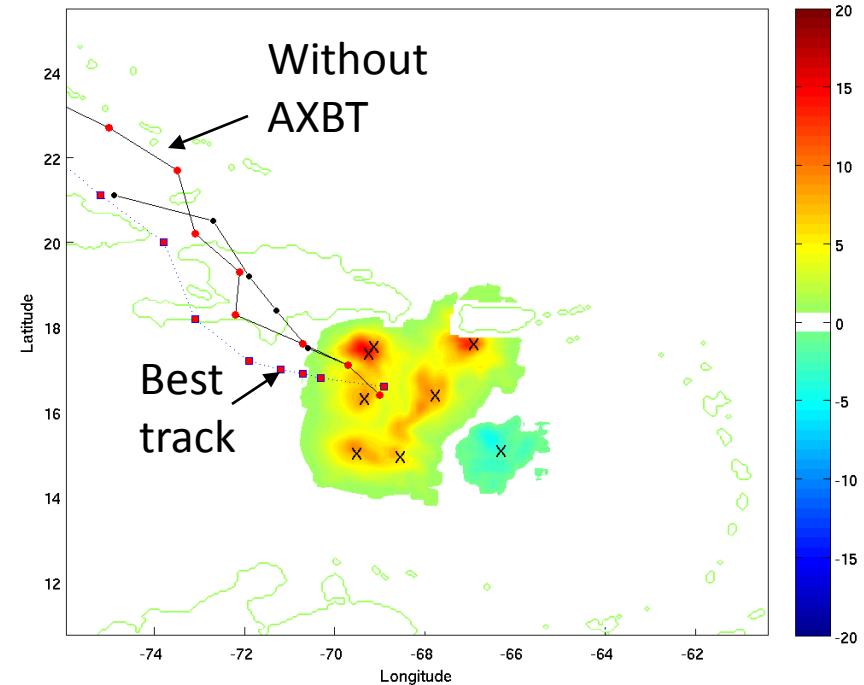 Without
AXBT
Best
track
24
22
20
18
16
14
12
Latitude
-74
-72
-70
-68
-66
-64
-62
Longitude
20
15
10
5
0
-5
-10
-15
-20
x
x
x
x
x
x
x
x